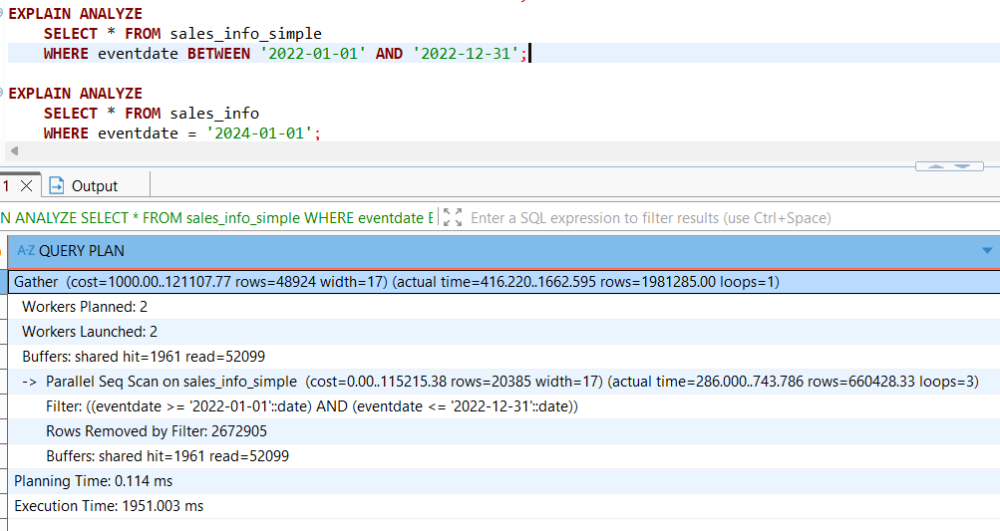 EXPLAIN ANALYZE
SELECT * FROM sales_info_simple
WHERE eventdate BETWEEN '2022-01-01' AND '2022-12-31';
EXPLAIN ANALYZE
SELECT * FROM sales_info
WHERE eventdate = '2024-01-01';
1 Output
N ANALYZE SELECT * FROM sales_info_simple WHERE eventdate E Enter a SQL expression to filter results (use Ctrl+Space)
A-Z QUERY PLAN
Gather (cost=1000.00..121107.77 rows=48924 width=17) (actual time=416.220..1662.595 rows=1981285.00 loops=1)
Workers Planned: 2
Workers Launched: 2
Buffers: shared hit=1961 read=52099
-> Parallel Seq Scan on sales_info_simple (cost=0.00..115215.38 rows=20385 width=17) (actual time=286.000..743.786 rows=660428.33 loops=3)
Filter: ((eventdate >= '2022-01-01'::date) AND (eventdate <= '2022-12-31'::date))
Rows Removed by Filter: 2672905
Buffers: shared hit=1961 read=52099
Planning Time: 0.114 ms
Execution Time: 1951.003 ms